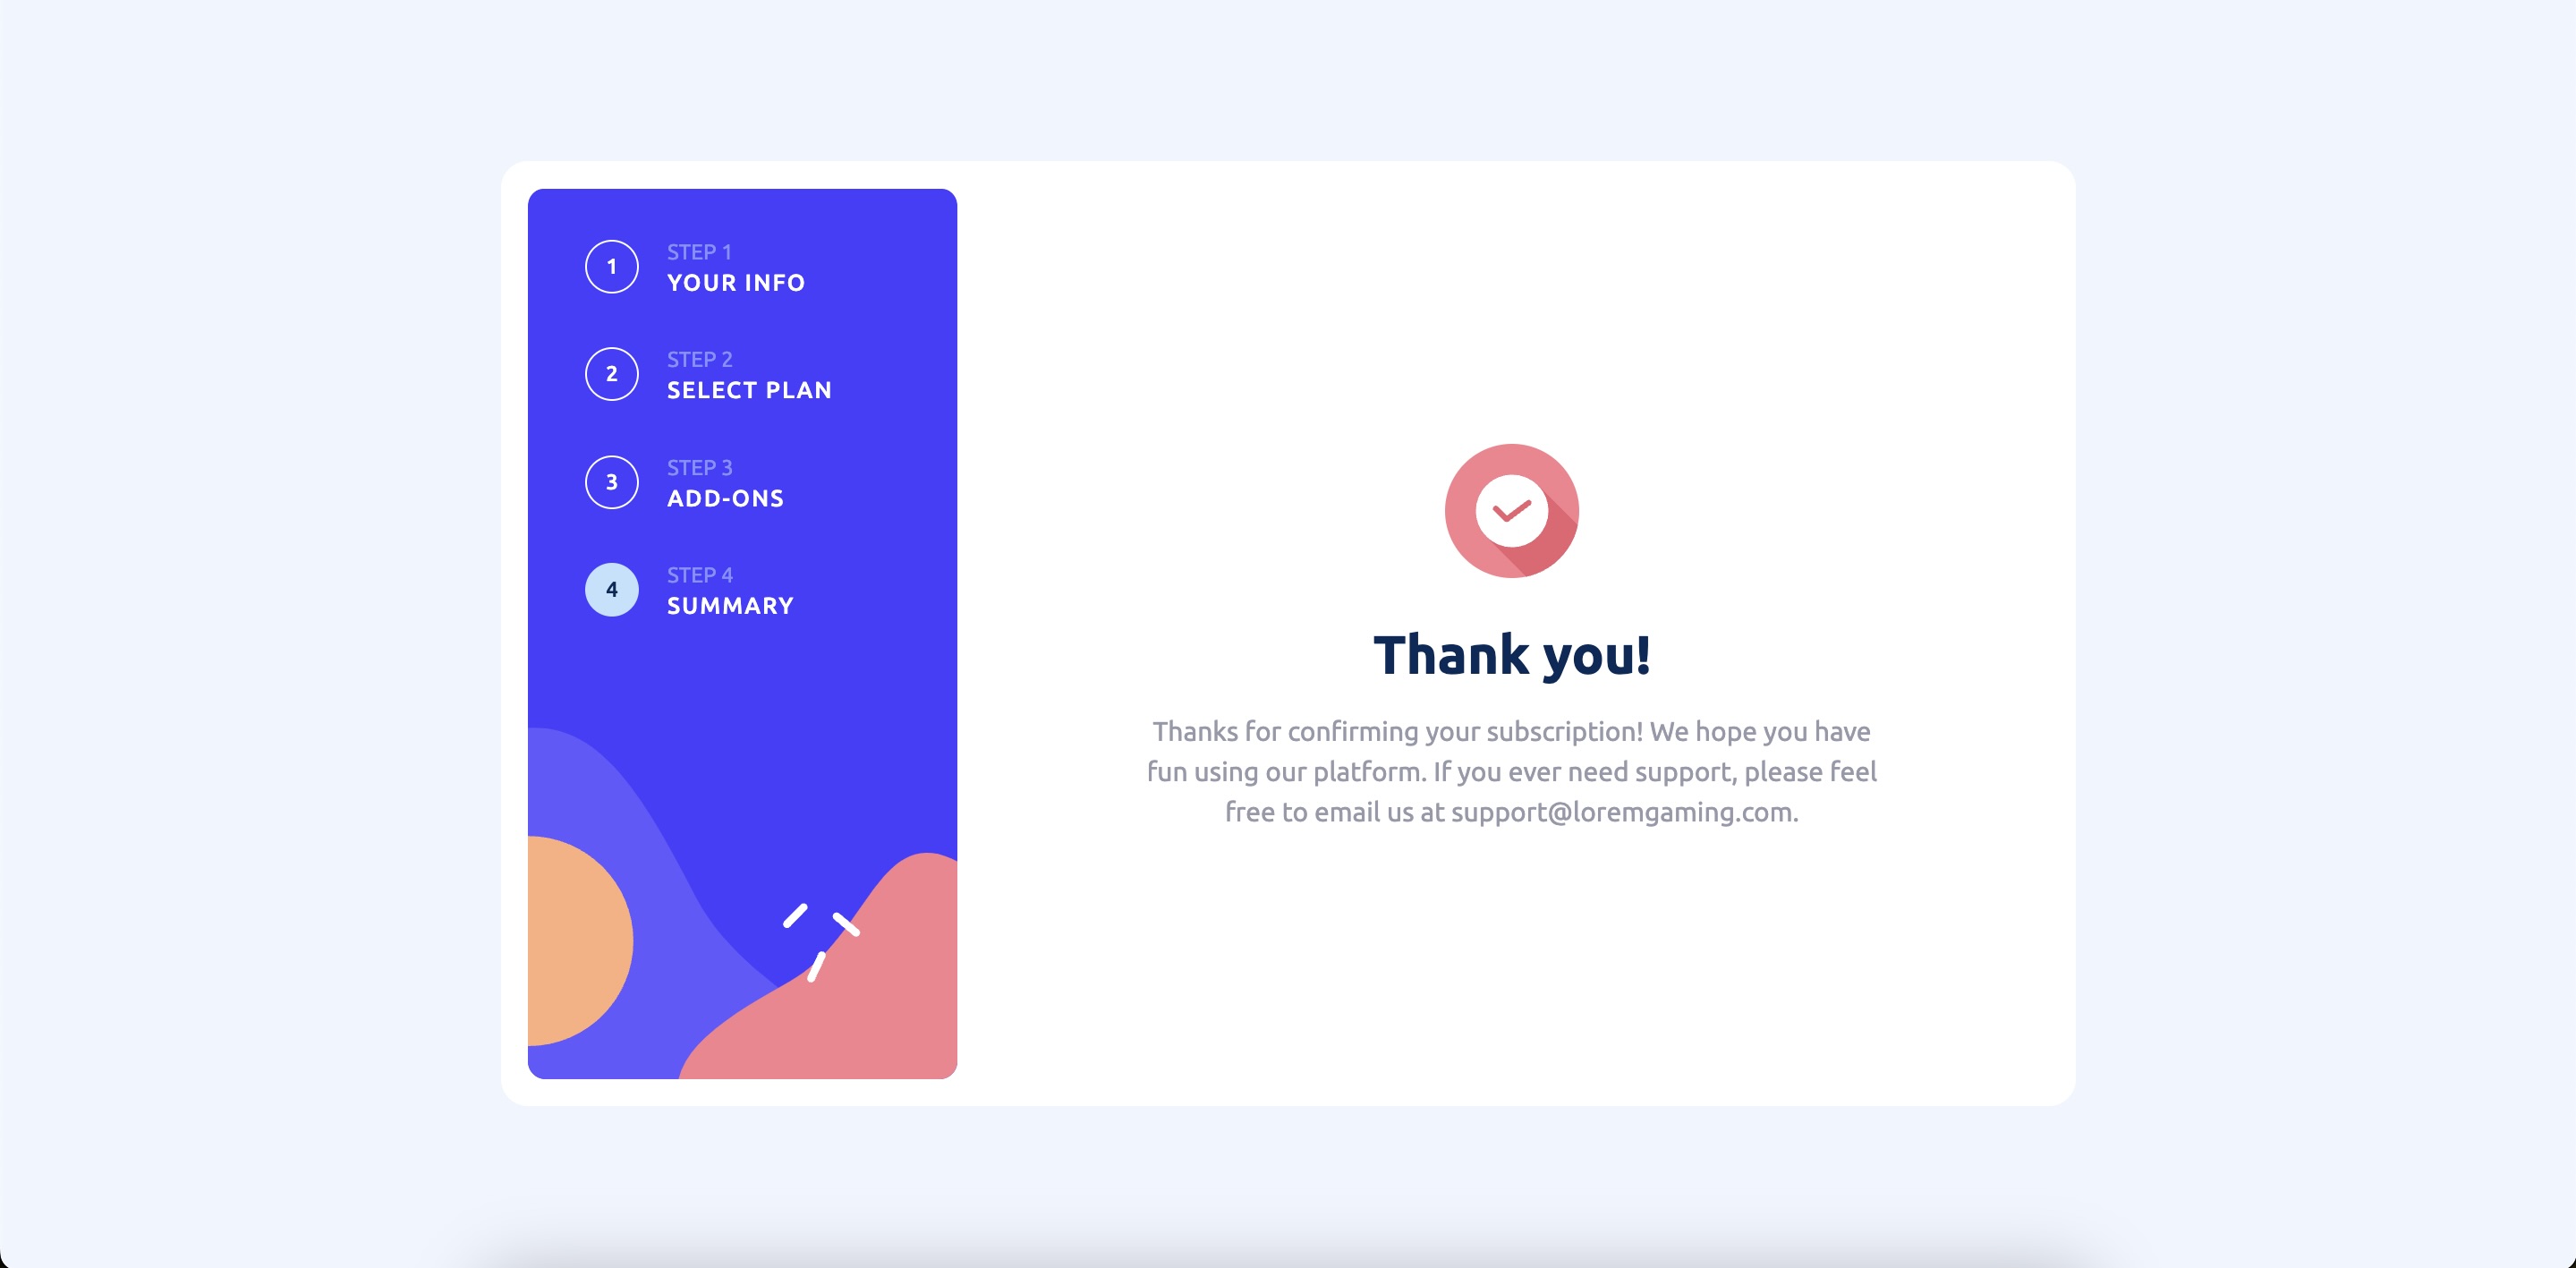 1
STEP 1
YOUR INFO
2
STEP 2
SELECT PLAN
3
STEP 3
ADD-ONS
4
STEP 4
SUMMARY
Thank you!
Thanks for confirming your subscription! We hope you have
fun using our platform. If you ever need support, please feel
free to email us at support@loremgaming.com.